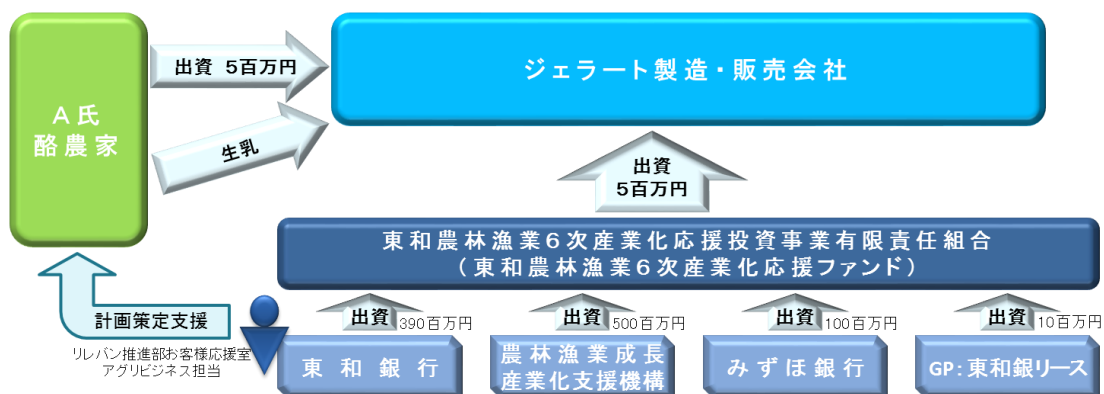 A氏
酪農家
出資 5百万円
生乳
ジェラート製造・販売会社
出資
5百万円
東和農林漁業6次産業化応援投資事業有限責任組合
(東和農林漁業6次産業化応援ファンド)
計画策定支援
リレバン推進部お客様応援室
アグリビジネス担当
出資 390百万円
出資 500百万円
出資 100百万円
出資 10百万円
東和銀行
農林漁業成長
産業化支援機構
みずほ銀行
GP:東和銀リース